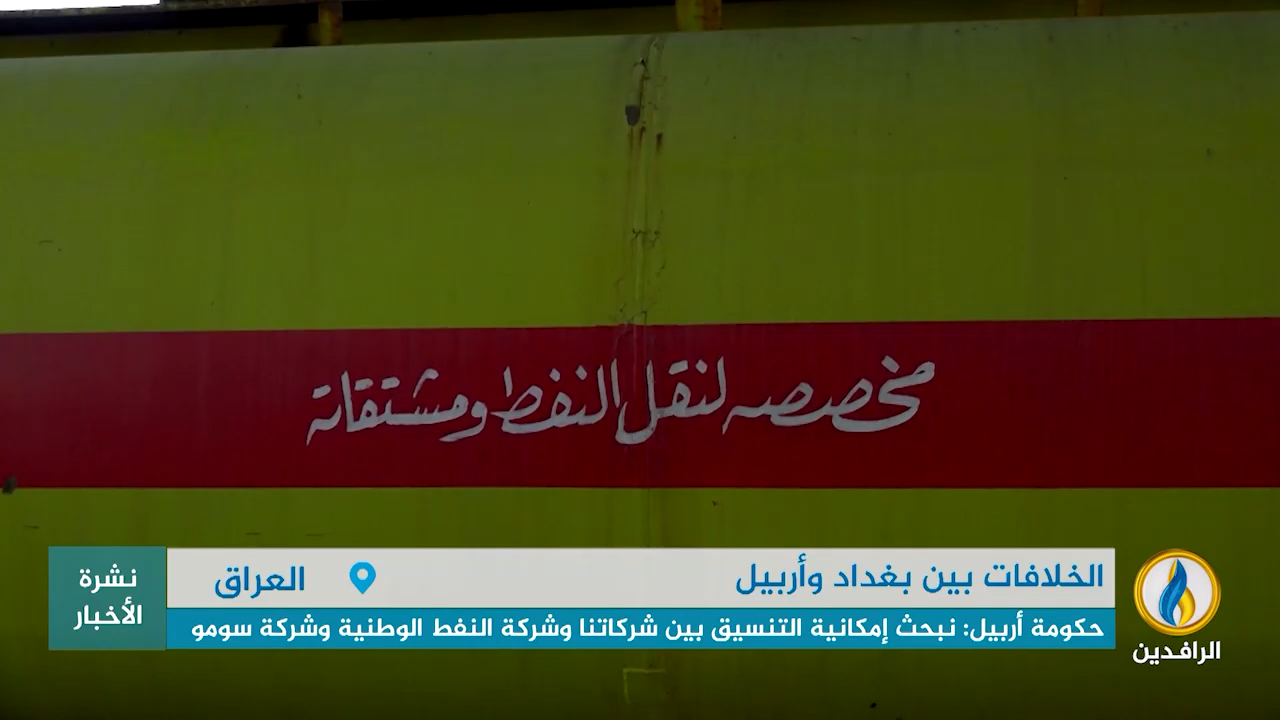 مخصصه لنقل النفط ومشتقاته
الخلافات بين بغداد وأربيل
العراق
حكومة أربيل: نبحث إمكانية التنسيق بين شركاتنا وشركة النفط الوطنية وشركة سومو
نشرة
الأخبار
الرافدين